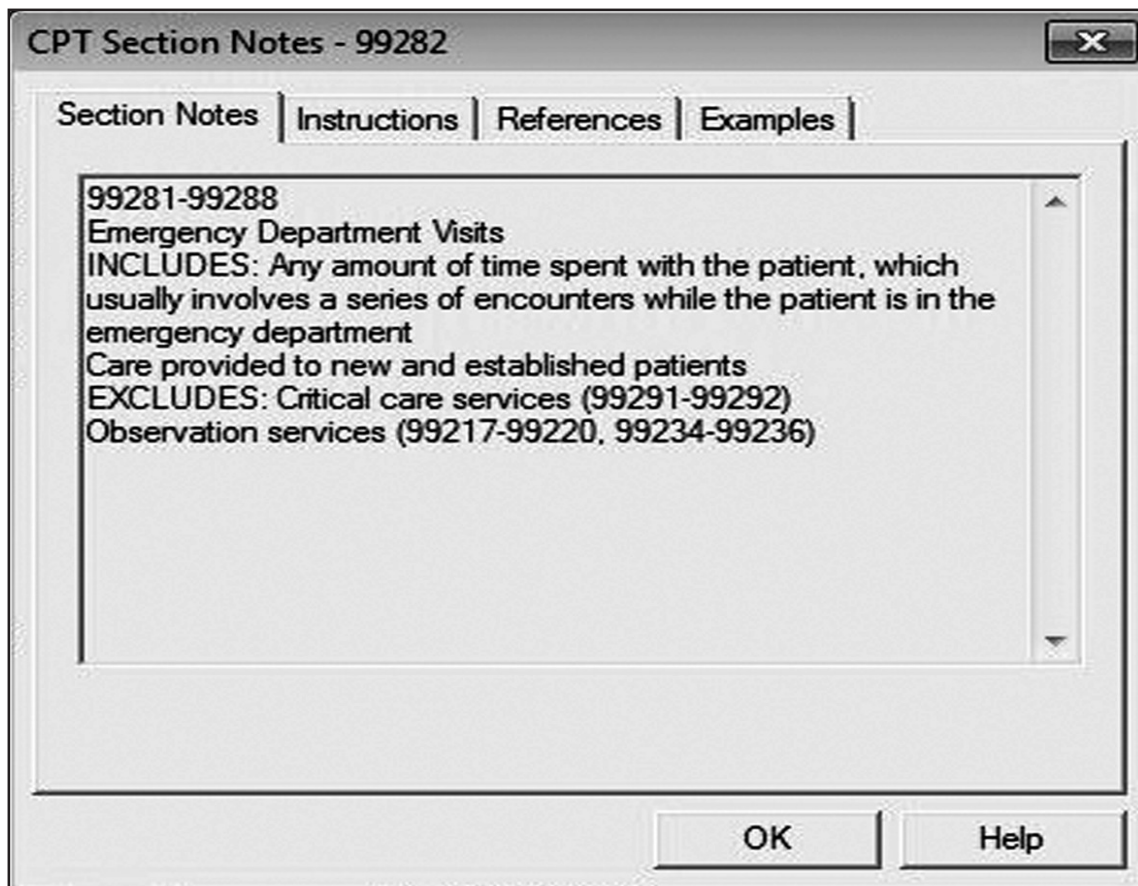 CPT Section Notes - 99282
Section Notes
Instructions
References
Examples
99281-99288
Emergency Department Visits
INCLUDES: Any amount of time spent with the patient, which
usually involves a series of encounters while the patient is in the
emergency department
Care provided to new and established patients
EXCLUDES: Critical care services (99291-99292)
Observation services (99217-99220, 99234-99236)
OK
Help